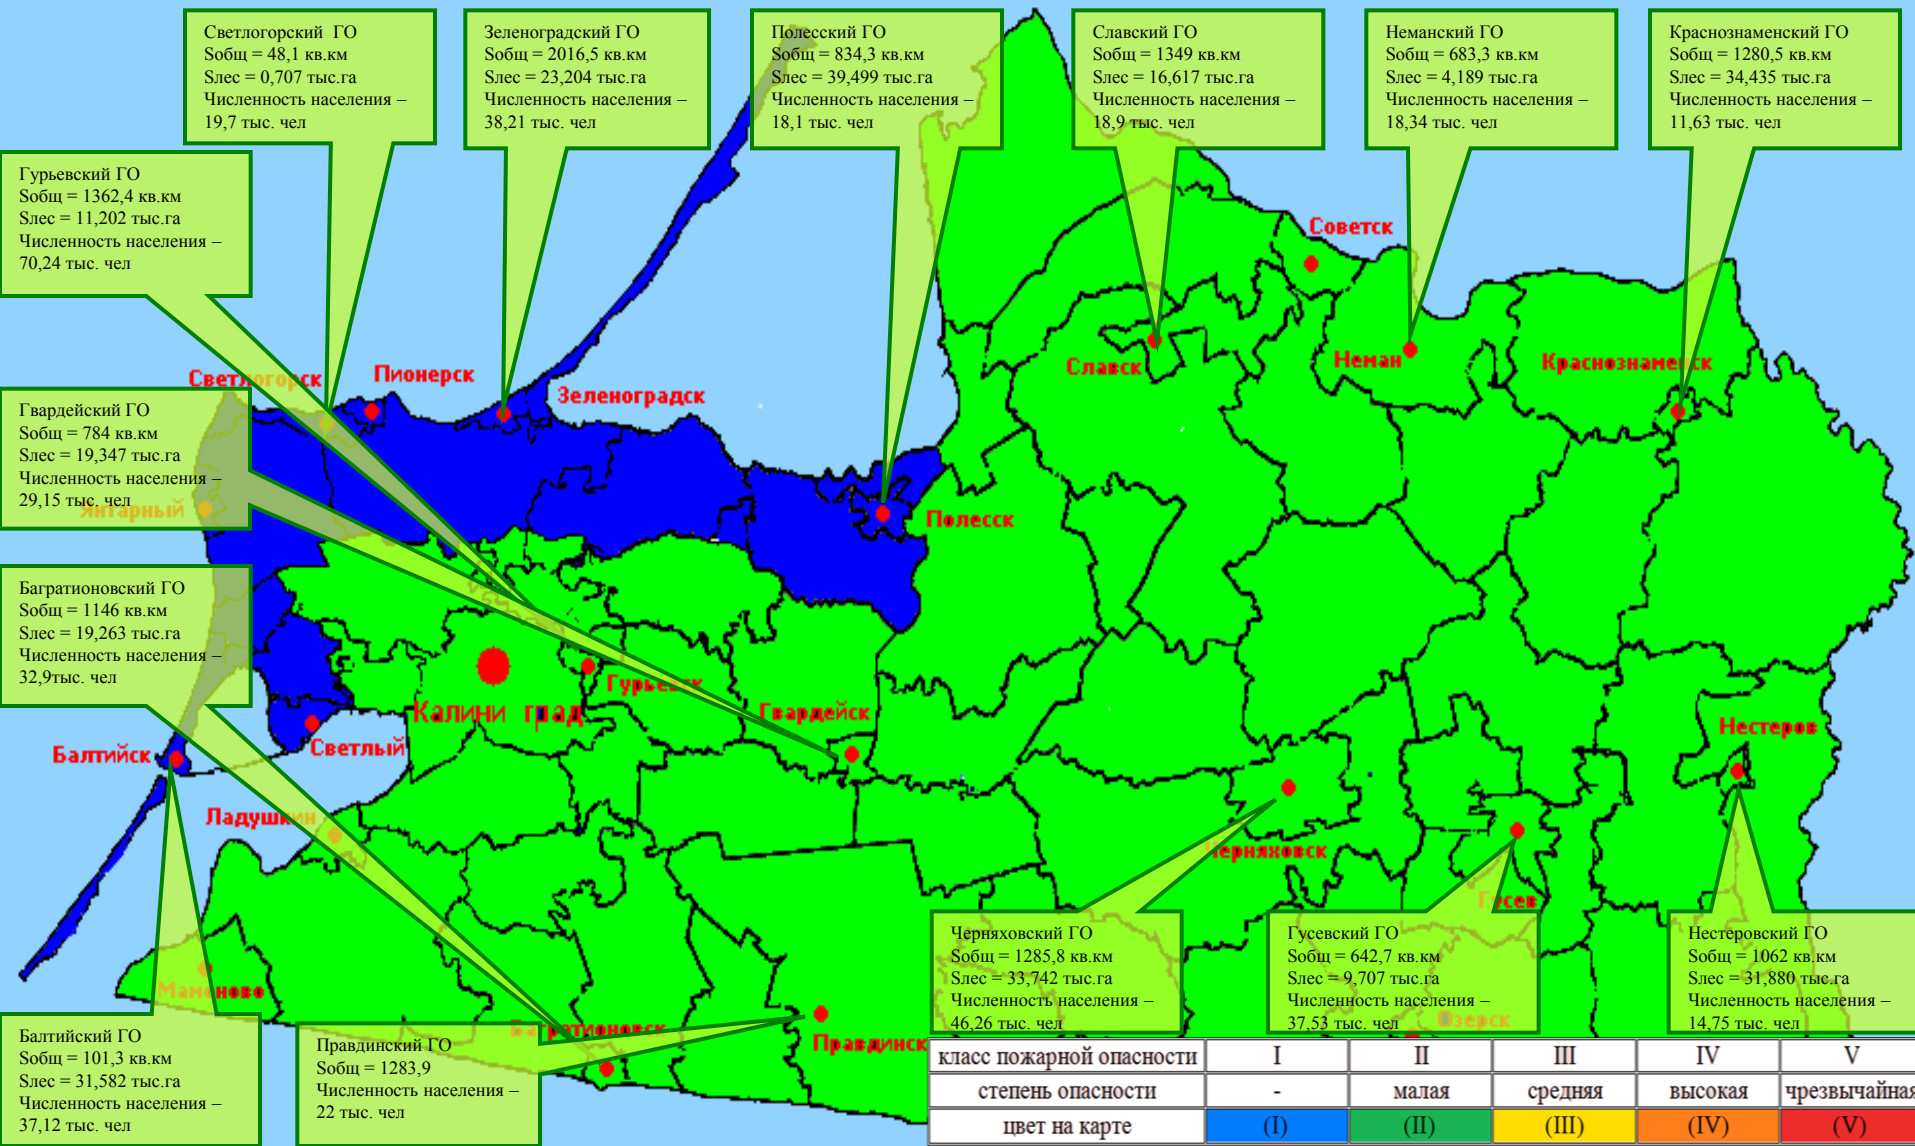 Светлогорский ГО
Sобщ = 48,1 кв.км
Sлес = 0,707 тыс.га
Численность населения –
19,7 тыс. чел
Зеленоградский ГО
Sобщ = 2016,5 кв.км
Sлес = 23,204 тыс.га
Численность населения –
38,21 тыс. чел
Полесский ГО
Sобщ = 834,3 кв.км
Sлес = 39,499 тыс.га
Численность населения –
18,1 тыс. чел
Славский ГО
Sобщ = 1349 кв.км
Sлес = 16,617 тыс.га
Численность населения –
18,9 тыс. чел
Неманский ГО
Sобщ = 683,3 кв.км
Sлес = 4,189 тыс.га
Численность населения –
18,34 тыс. чел
Краснознаменский ГО
Sобщ = 1280,5 кв.км
Sлес = 34,435 тыс.га
Численность населения –
11,63 тыс. чел
Гурьевский ГО
Sобщ = 1362,4 кв.км
Sлес = 11,202 тыс.га
Численность населения –
70,24 тыс. чел
Советск
Неман
Славск
Краснознаменск
Светлогорск
Пионерск
Зеленоградск
Гвардейский ГО
Sобщ = 784 кв.км
Sлес = 19,347 тыс.га
Численность населения –
29,15 тыс. чел
Янтарный
Полесск
Багратионовский ГО
Sобщ = 1146 кв.км
Sлес = 19,263 тыс.га
Численность населения –
32,9тыс. чел
Гурьевск
Калини град
Гвардейск
Светлый
Нестеров
Балтийск
Ладушкин
Черняховск
Гусев
Мамоново
Багратионовск
Правдинск
Озерск
Черняховский ГО
Sобщ = 1285,8 кв.км
Sлес = 33,742 тыс.га
Численность населения –
46,26 тыс. чел
Гусевский ГО
Sобщ = 642,7 кв.км
Sлес = 9,707 тыс.га
Численность населения –
37,53 тыс. чел
Нестеровский ГО
Sобщ = 1062 кв.км
Sлес = 31,880 тыс.га
Численность населения –
14,75 тыс. чел
Балтийский ГО
Sобщ = 101,3 кв.км
Sлес = 31,582 тыс.га
Численность населения –
37,12 тыс. чел
Правдинский ГО
Sобщ = 1283,9
Численность населения –
22 тыс. чел
класс пожарной опасности I II III IV V
степень опасности - малая средняя высокая чрезвычайная
цвет на карте (I) (II) (III) (IV) (V)